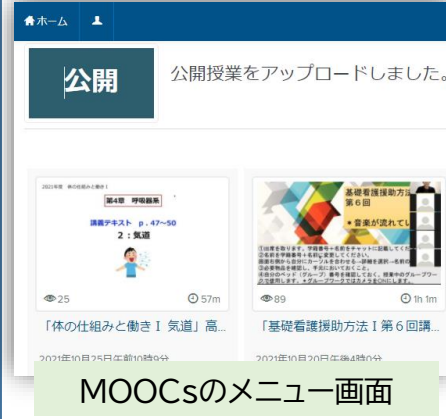 ホーム
公開
公開授業をアップロードしました。
2021年度 体の仕組みと働きⅠ
第4章 呼吸器系
講義テキスト p.47~50
2:気道
25
57m
「体の仕組みと働きⅠ 気道」高...
2021年10月25日午前10時9分
基礎看護援助方法
第6回
・音楽が流れてい
89
1h 1m
「基礎看護援助方法Ⅰ第6回講...
2021年10月20日午後4時0分
MOOCsのメニュー画面